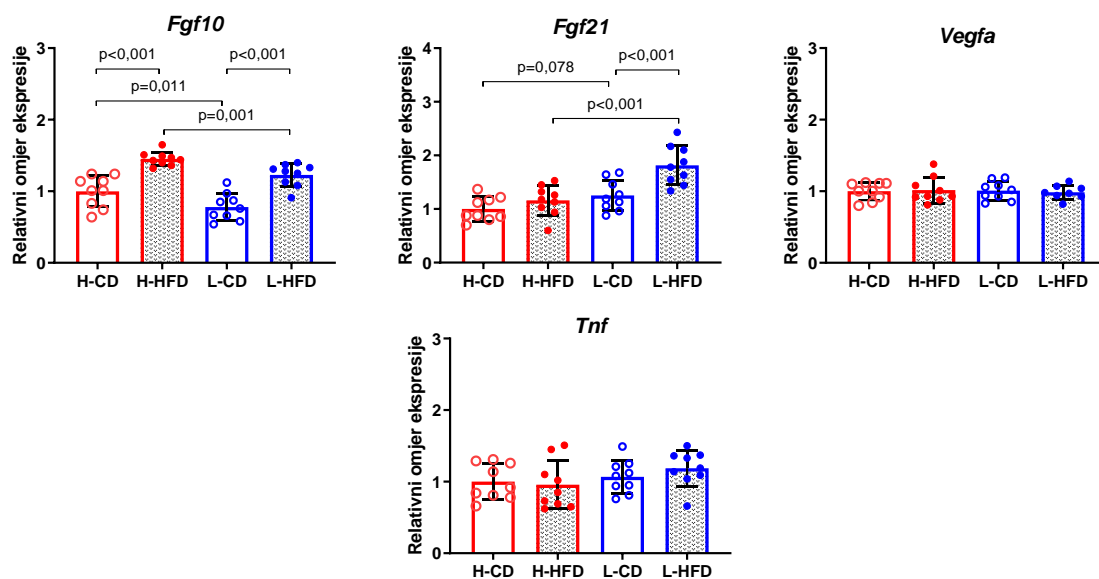 Fgf10
Relativni omjer ekspresije
3
2
1
0
p<0,001
p<0,001
p=0,011
p=0,001
H-CD
H-HFD
L-CD
L-HFD
Fgf21
Relativni omjer ekspresije
4
3
2
1
0
p<0,001
p=0,078
p<0,001
H-CD
H-HFD
L-CD
L-HFD
Vegfa
Relativni omjer ekspresije
3
2
1
0
H-CD
H-HFD
L-CD
L-HFD
Tnf
Relativni omjer ekspresije
3
2
1
0
H-CD
H-HFD
L-CD
L-HFD